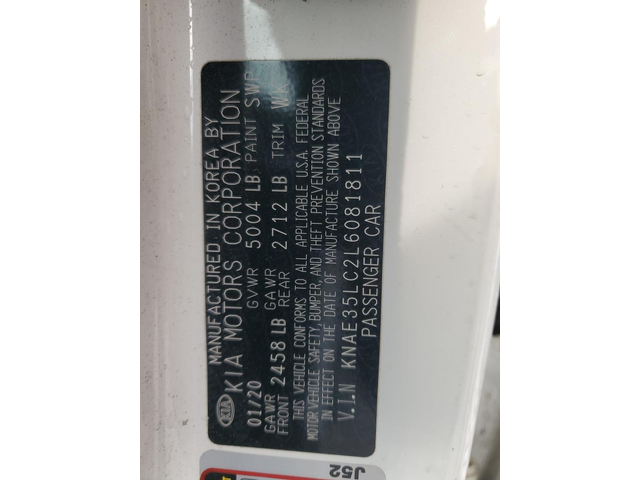 MANUFACTURED IN KOREA BY
KIA KIA MOTORS CORPORATION
01/20 GVWR 5004 LB PAINT SWP
GAWR FRONT 2458 LB GAWR REAR 2712 LB TRIM WK
THIS VEHICLE CONFORMS TO ALL APPLICABLE U.S.A. FEDERAL
MOTOR VEHICLE SAFETY, BUMPER, AND THEFT PREVENTION STANDARDS
IN EFFECT ON THE DATE OF MANUFACTURE SHOWN ABOVE
V.I.N KNAE35LC2L6081811
PASSENGER CAR
J52